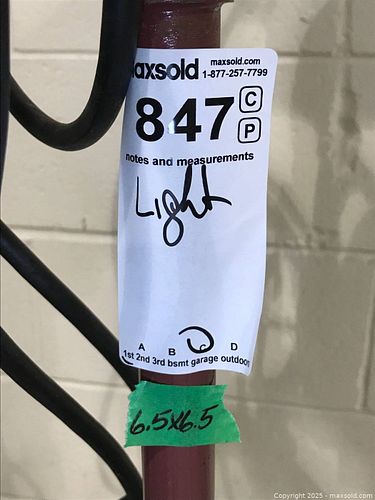 maxsold maxsold.com
1-877-257-7799
847 C
P
notes and measurements
Light
A B C D
1st 2nd 3rd bsmt garage outdoor
6.5x6.5
Copyright 2025 - maxsold.com